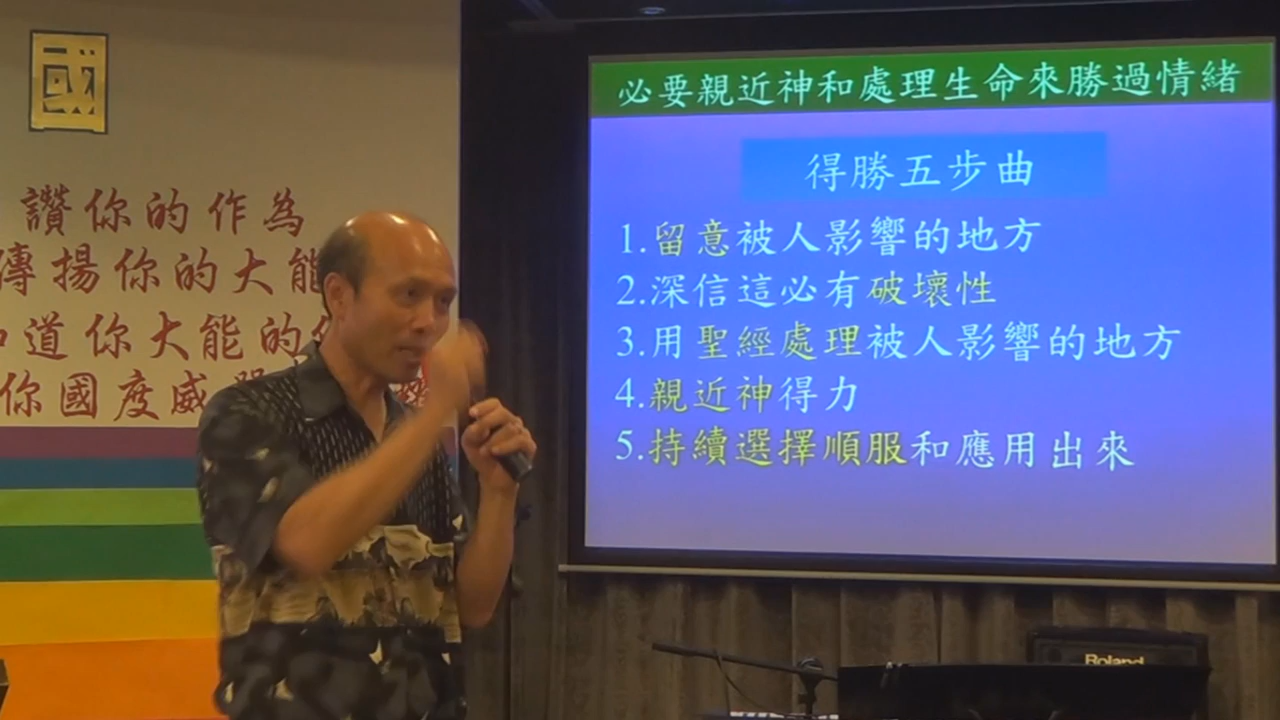 國
讚你的作為
傳揚你的大能
道你大能的
你國度威
必要親近神和處理生命來勝過情緒
得勝五步曲
1.留意被人影響的地方
2.深信這必有破壞性
3.用聖經處理被人影響的地方
4.親近神得力
5.持續選擇順服和應用出來
Roland